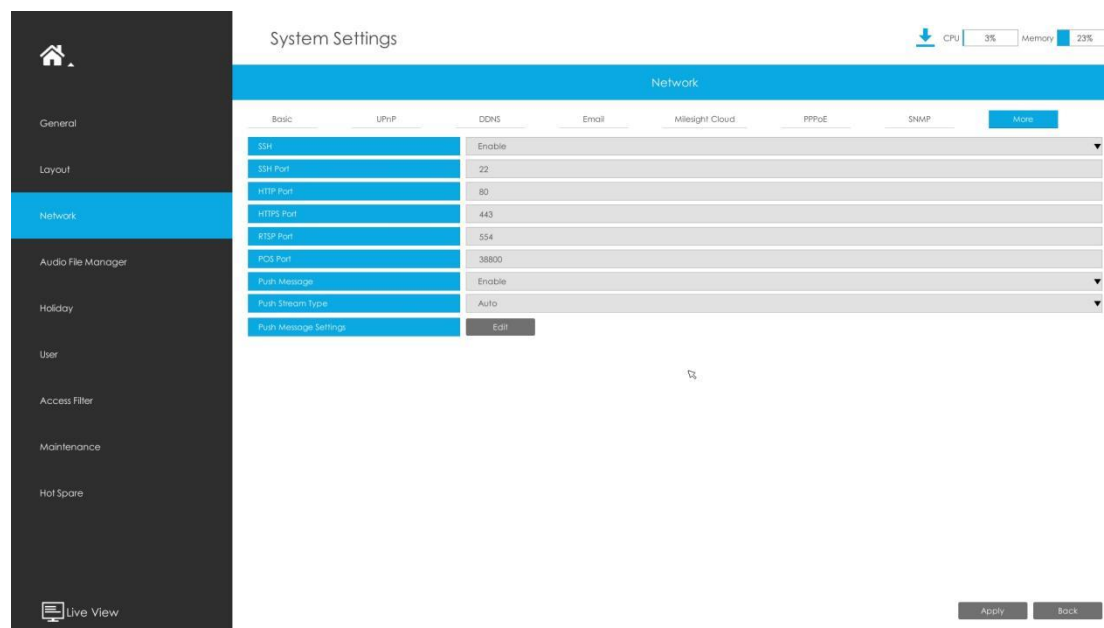 System Settings
CPU 3% Memory 23%
Network
General
Layout
Network
Audio File Manager
Holiday
User
Access Filter
Maintenance
Hot Spare
Live View
Basic UPnP DDNS Email Milesight Cloud PPPoE SNMP More
SSH Enable
SSH Port 22
HTTP Port 80
HTTPS Port 443
RTSP Port 554
POS Port 38800
Push Message Enable
Push Stream Type Auto
Push Message Settings Edit
Apply Back